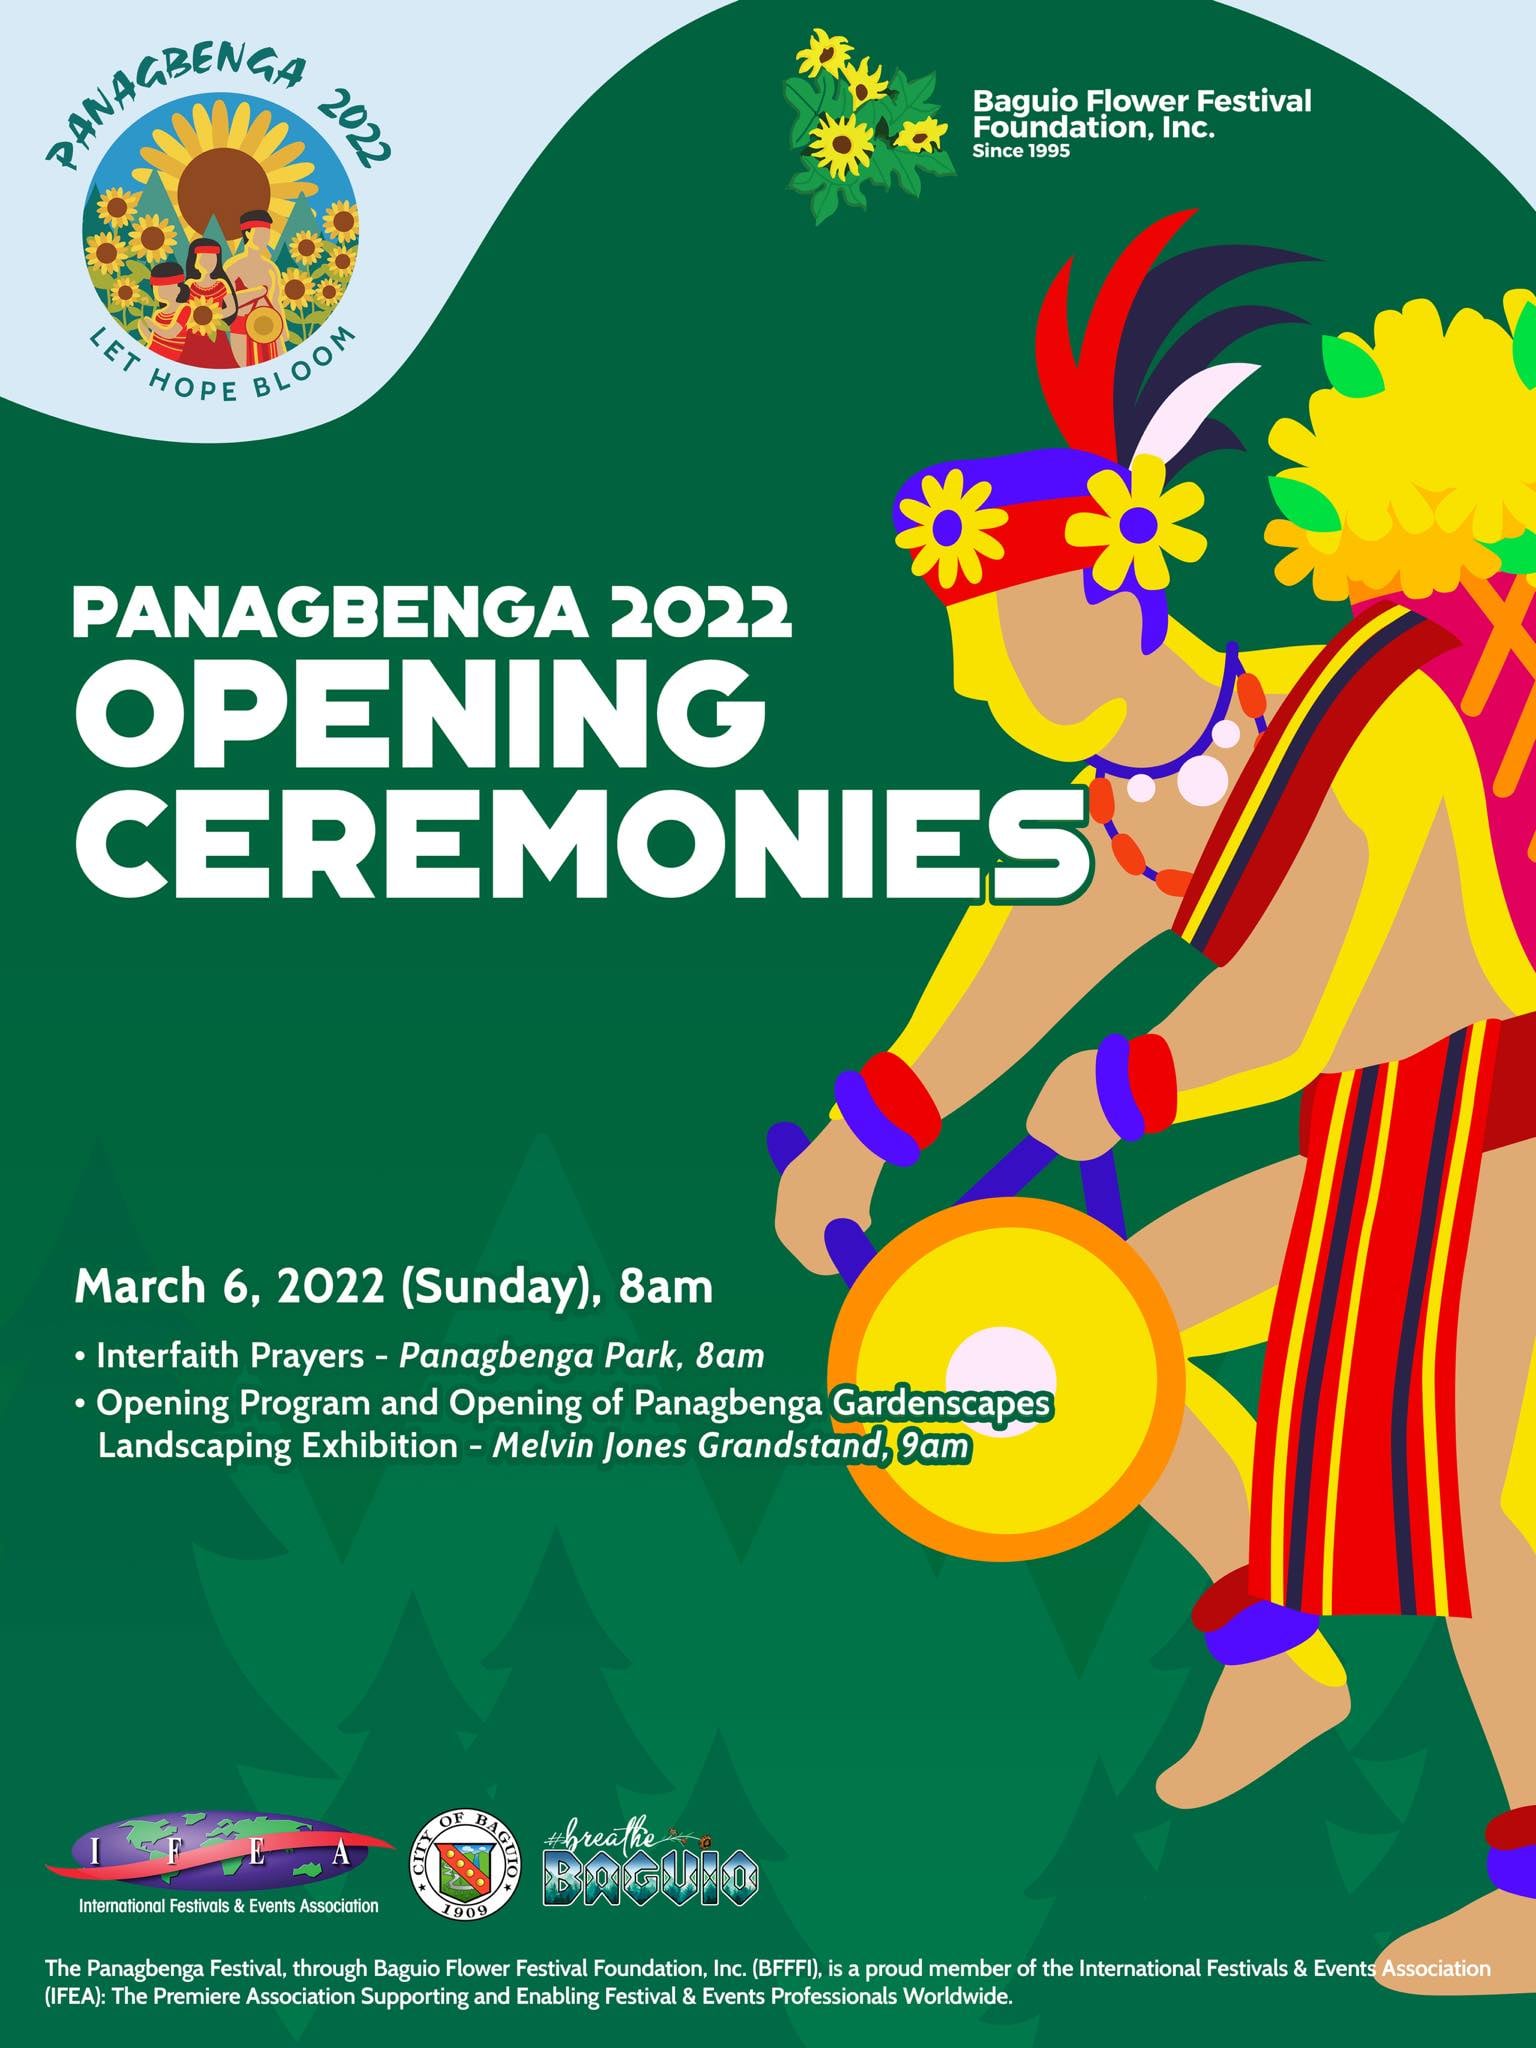 PANAGBENGA 2022
LET HOPE BLOOM
Baguio Flower Festival
Foundation, Inc.
Since 1995
PANAGBENGA 2022
OPENING
CEREMONIES
March 6, 2022 (Sunday), 8am
• Interfaith Prayers - Panagbenga Park, 8am
• Opening Program and Opening of Panagbenga Gardenscapes
Landscaping Exhibition - Melvin Jones Grandstand, 9am
I F E A
International Festivals & Events Association
CITY OF BAGUIO
1909
#breathe
BAGUIO
The Panagbenga Festival, through Baguio Flower Festival Foundation, Inc. (BFFFI), is a proud member of the International Festivals & Events Association
(IFEA): The Premiere Association Supporting and Enabling Festival & Events Professionals Worldwide.